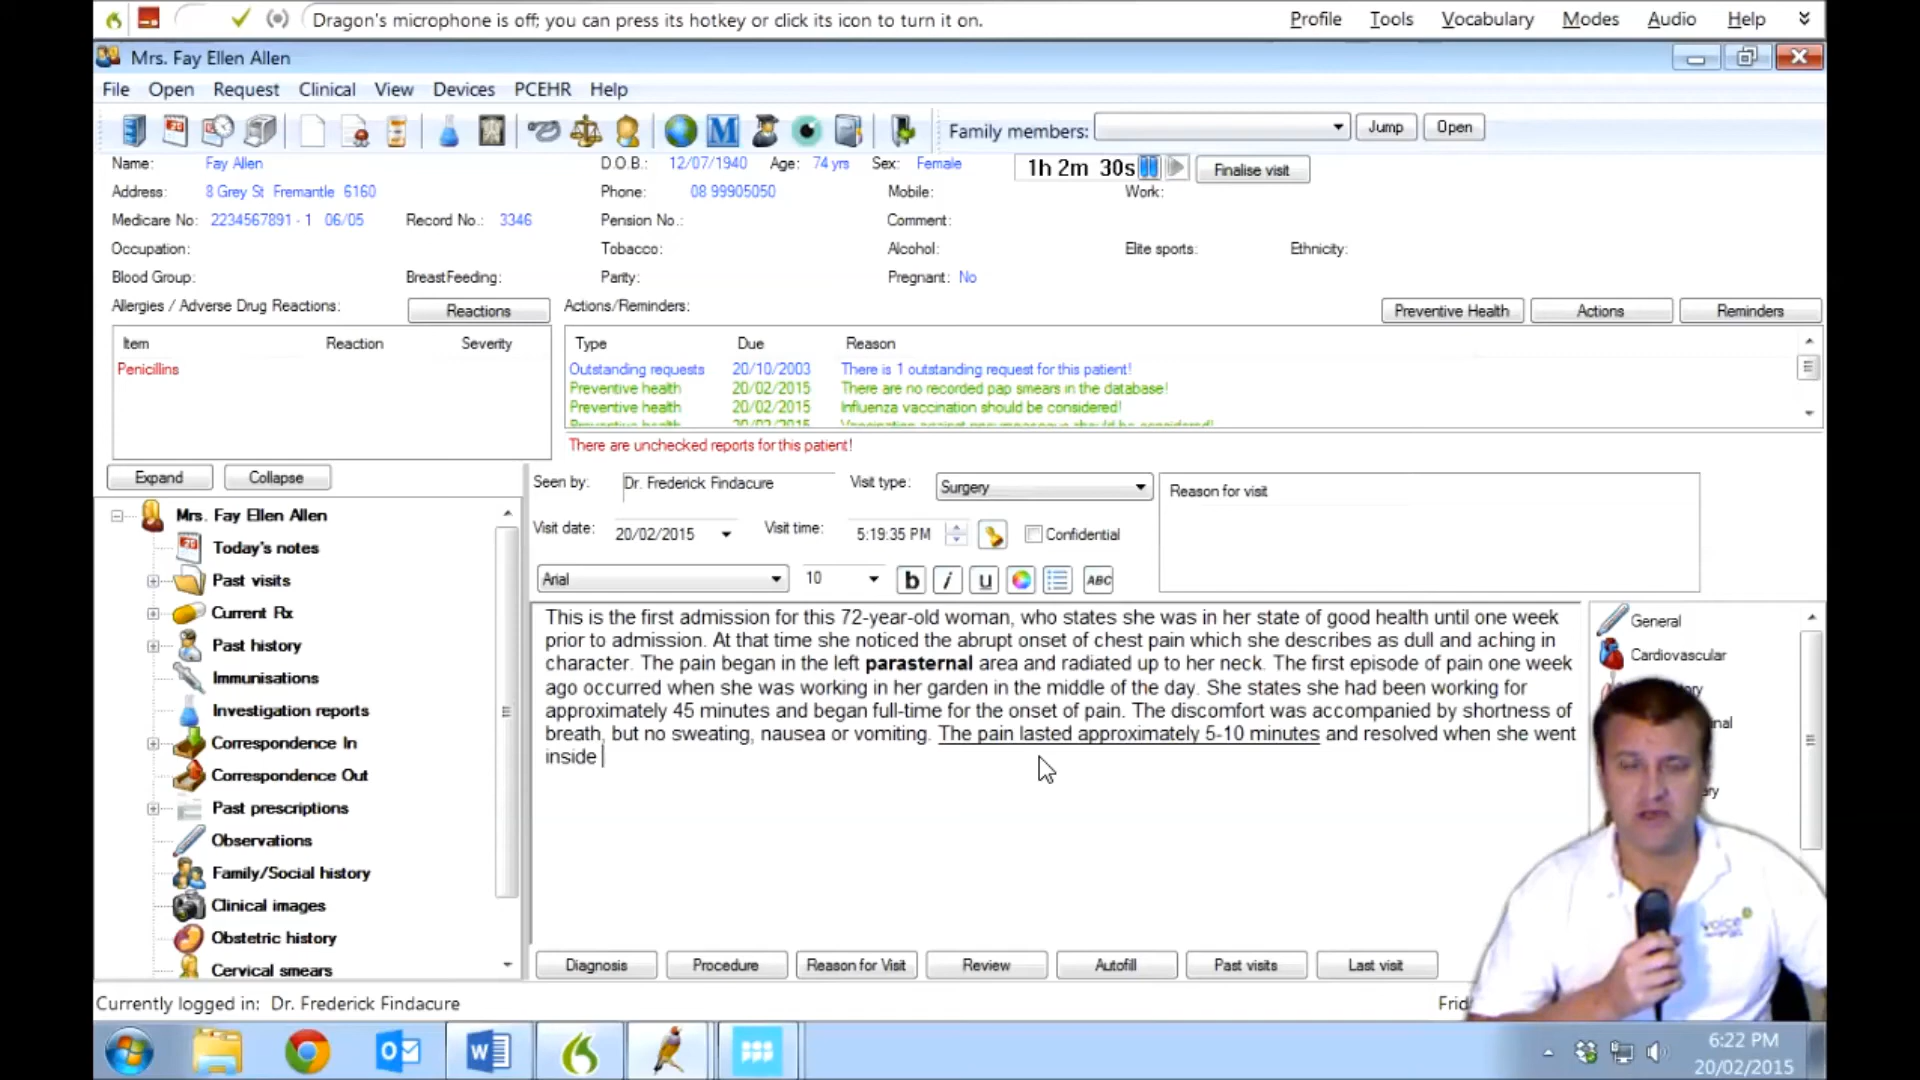 Dragon's microphone is off; you can press its hotkey or click its icon to turn it on.
Profile Tools Vocabulary Modes Audio Help
Mrs. Fay Ellen Allen
File Open Request Clinical View Devices PCEHR Help
Family members: Jump Open
Name: Fay Allen D.O.B.: 12/07/1940 Age: 74 yrs Sex: Female 1h 2m 30s Finalise visit
Address: 8 Grey St Fremantle 6160 Phone: 08 99905050 Mobile: Work:
Medicare No: 2234567891 - 1 06/05 Record No.: 3346 Pension No.: Comment:
Occupation: Tobacco: Alcohol: Elite sports: Ethnicity:
Blood Group: BreastFeeding: Parity: Pregnant: No
Allergies / Adverse Drug Reactions: Reactions Actions/Reminders: Preventive Health Actions Reminders
Item Reaction Severity
Penicillins
Type Due Reason
Outstanding requests 20/10/2003 There is 1 outstanding request for this patient!
Preventive health 20/02/2015 There are no recorded pap smears in the database!
Preventive health 20/02/2015 Influenza vaccination should be considered!
There are unchecked reports for this patient!
Expand Collapse
Mrs. Fay Ellen Allen
Today's notes
Past visits
Current Rx
Past history
Immunisations
Investigation reports
Correspondence In
Correspondence Out
Past prescriptions
Observations
Family/Social history
Clinical images
Obstetric history
Cervical smears
Seen by: Dr. Frederick Findacure Visit type: Surgery Reason for visit
Visit date: 20/02/2015 Visit time: 5:19:35 PM Confidential
Arial 10 b i u ABC
This is the first admission for this 72-year-old woman, who states she was in her state of good health until one week
prior to admission. At that time she noticed the abrupt onset of chest pain which she describes as dull and aching in
character. The pain began in the left parasternal area and radiated up to her neck. The first episode of pain one week
ago occurred when she was working in her garden in the middle of the day. She states she had been working for
approximately 45 minutes and began full-time for the onset of pain. The discomfort was accompanied by shortness of
breath, but no sweating, nausea or vomiting. The pain lasted approximately 5-10 minutes and resolved when she went
inside
General
Cardiovascular
Diagnosis Procedure Reason for Visit Review Autofill Past visits Last visit
Currently logged in: Dr. Frederick Findacure
voice
6:22 PM
20/02/2015